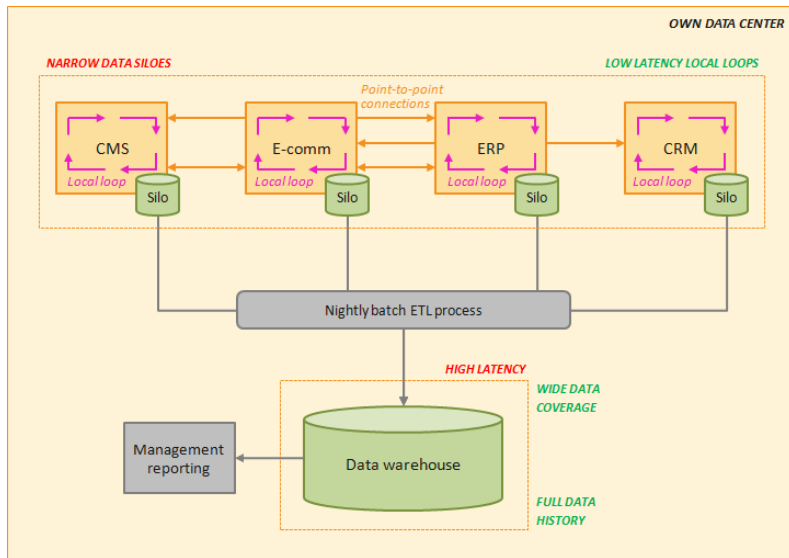 OWN DATA CENTER
NARROW DATA SILOES
LOW LATENCY LOCAL LOOPS
Point-to-point
connections
CMS
E-comm
ERP
CRM
Local loop
Local loop
Local loop
Local loop
Silo
Silo
Silo
Silo
Nightly batch ETL process
HIGH LATENCY
WIDE DATA
COVERAGE
Management
reporting
Data warehouse
FULL DATA
HISTORY